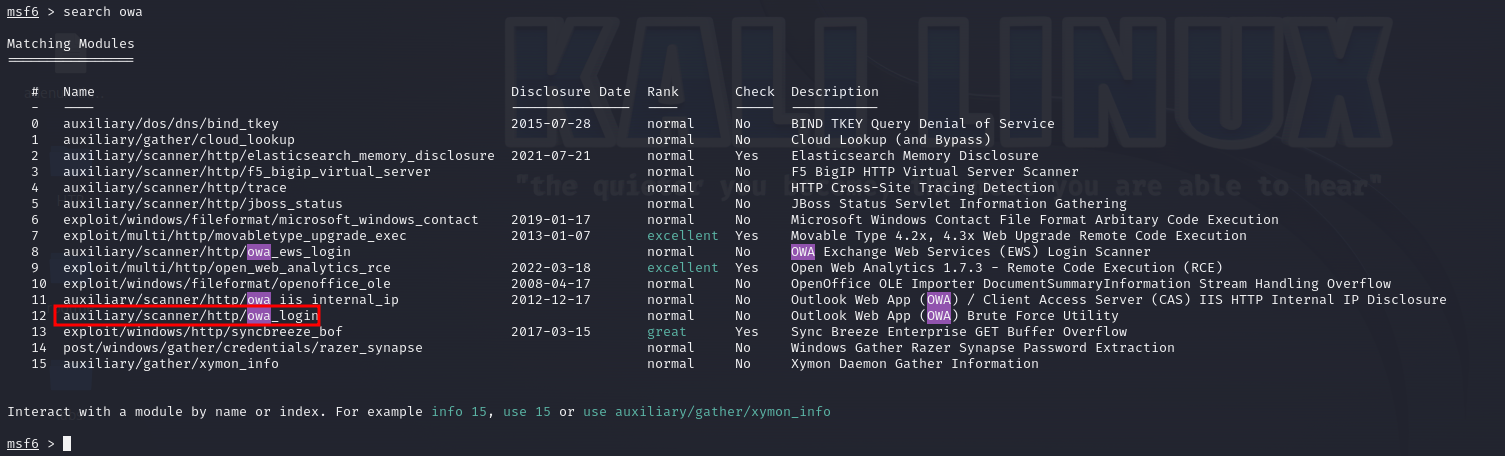 msf6 > search owa
Matching Modules
================
# Name Disclosure Date Rank Check Description
- ---- --------------- ---- ----- -----------
0 auxiliary/dos/dns/bind_tkey 2015-07-28 normal No BIND TKEY Query Denial of Service
1 auxiliary/gather/cloud_lookup normal No Cloud Lookup (and Bypass)
2 auxiliary/scanner/http/elasticsearch_memory_disclosure 2021-07-21 normal Yes Elasticsearch Memory Disclosure
3 auxiliary/scanner/http/f5_bigip_virtual_server normal No F5 BigIP HTTP Virtual Server Scanner
4 auxiliary/scanner/http/trace normal No HTTP Cross-Site Tracing Detection
5 auxiliary/scanner/http/jboss_status normal No JBoss Status Servlet Information Gathering
6 exploit/windows/fileformat/microsoft_windows_contact 2019-01-17 normal No Microsoft Windows Contact File Format Arbitary Code Execution
7 exploit/multi/http/movabletype_upgrade_exec 2013-01-07 excellent Yes Movable Type 4.2x, 4.3x Web Upgrade Remote Code Execution
8 auxiliary/scanner/http/owa_ews_login normal No OWA Exchange Web Services (EWS) Login Scanner
9 exploit/multi/http/open_web_analytics_rce 2022-03-18 excellent Yes Open Web Analytics 1.7.3 - Remote Code Execution (RCE)
10 exploit/windows/fileformat/openoffice_ole 2008-04-17 normal No OpenOffice OLE Importer DocumentSummaryInformation Stream Handling Overflow
11 auxiliary/scanner/http/owa_iis_internal_ip 2012-12-17 normal No Outlook Web App (OWA) / Client Access Server (CAS) IIS HTTP Internal IP Disclosure
12 auxiliary/scanner/http/owa_login normal No Outlook Web App (OWA) Brute Force Utility
13 exploit/windows/http/syncbreeze_bof 2017-03-15 great Yes Sync Breeze Enterprise GET Buffer Overflow
14 post/windows/gather/credentials/razer_synapse normal No Windows Gather Razer Synapse Password Extraction
15 auxiliary/gather/xymon_info normal No Xymon Daemon Gather Information
Interact with a module by name or index. For example info 15, use 15 or use auxiliary/gather/xymon_info
msf6 >
KALI LINUX
"the quieter you are able to hear"